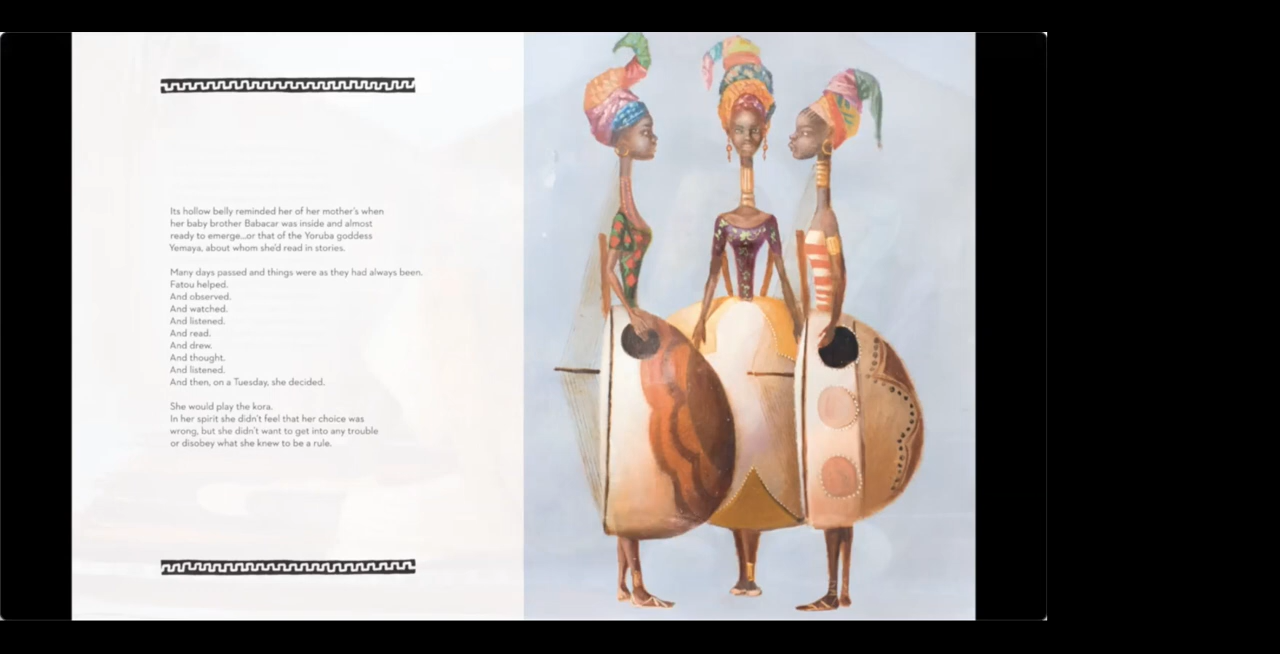 Its hollow belly reminded her of her mother's when
her baby brother Babacar was inside and almost
ready to emerge...or that of the Yoruba goddess
Yemaya, about whom she'd read in stories.
Many days passed and things were as they had always been.
Fatou helped.
And observed.
And watched.
And listened.
And read.
And drew.
And thought.
And listened.
And then, on a Tuesday, she decided.
She would play the kora.
In her spirit she didn't feel that her choice was
wrong, but she didn't want to get into any trouble
or disobey what she knew to be a rule.